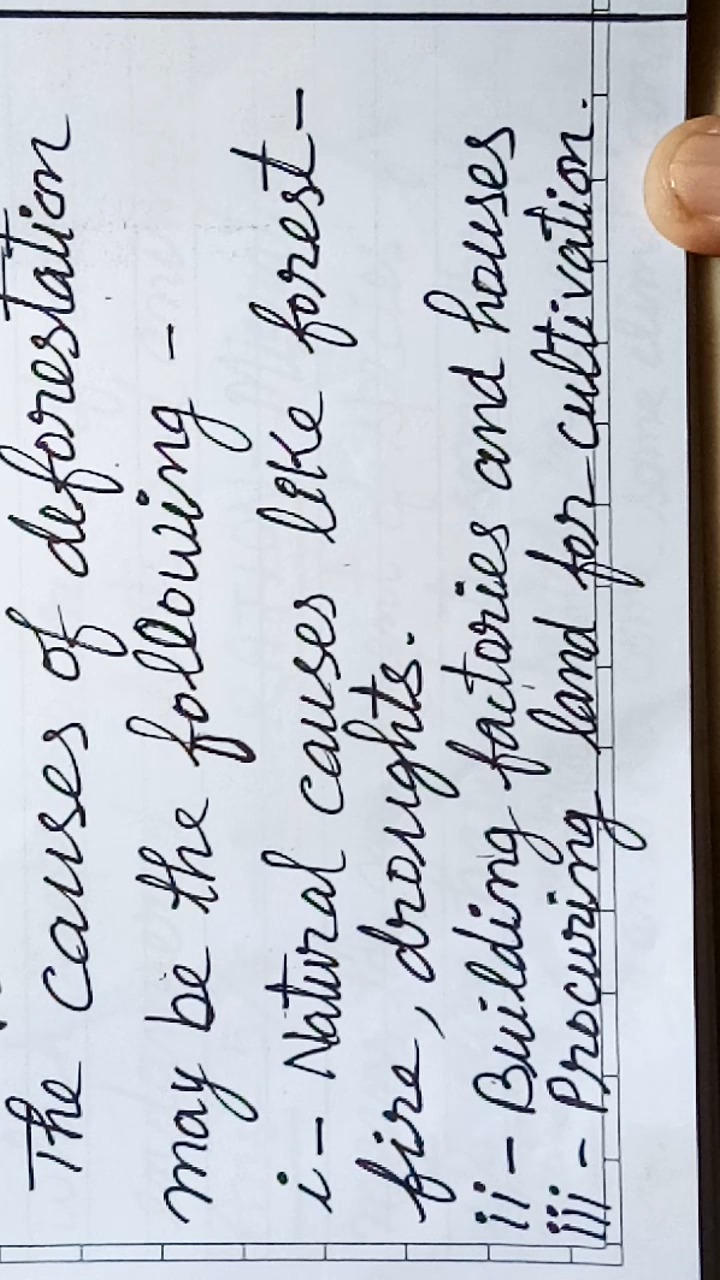 The causes of deforestation
may be the following -
i - Natural causes like forest-
fire, droughts.
ii - Building factories and houses
iii - Procuring land for cultivation.